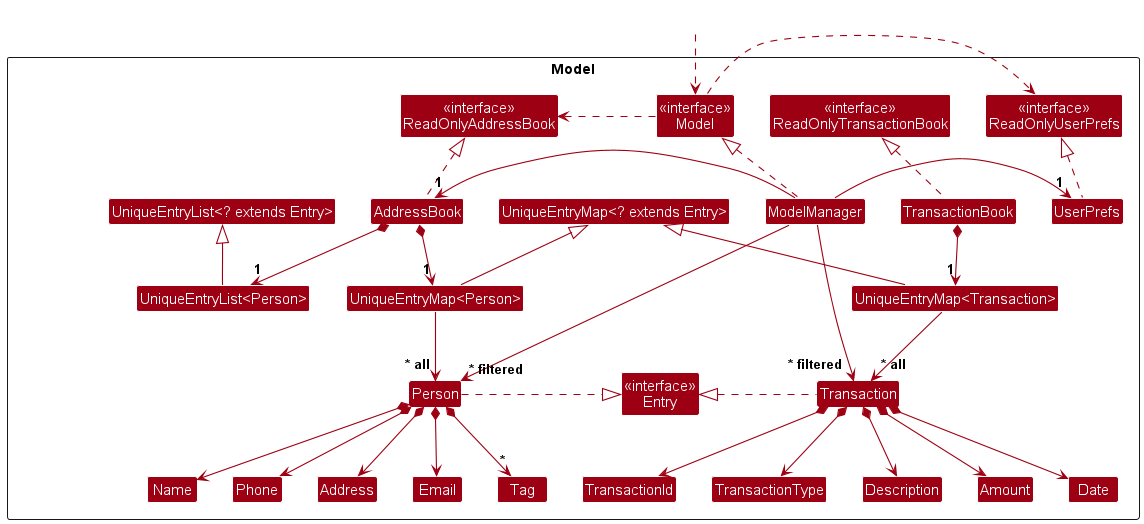 Model
«interface»
ReadOnlyAddressBook
«interface»
Model
«interface»
ReadOnlyTransactionBook
«interface»
ReadOnlyUserPrefs
1
1
UniqueEntryList<? extends Entry>
AddressBook
UniqueEntryMap<? extends Entry>
ModelManager
TransactionBook
UserPrefs
1
1
1
UniqueEntryList<Person>
UniqueEntryMap<Person>
UniqueEntryMap<Transaction>
* all
* filtered
* filtered
* all
Person
«interface»
Entry
Transaction
*
Name
Phone
Address
Email
Tag
TransactionId
TransactionType
Description
Amount
Date